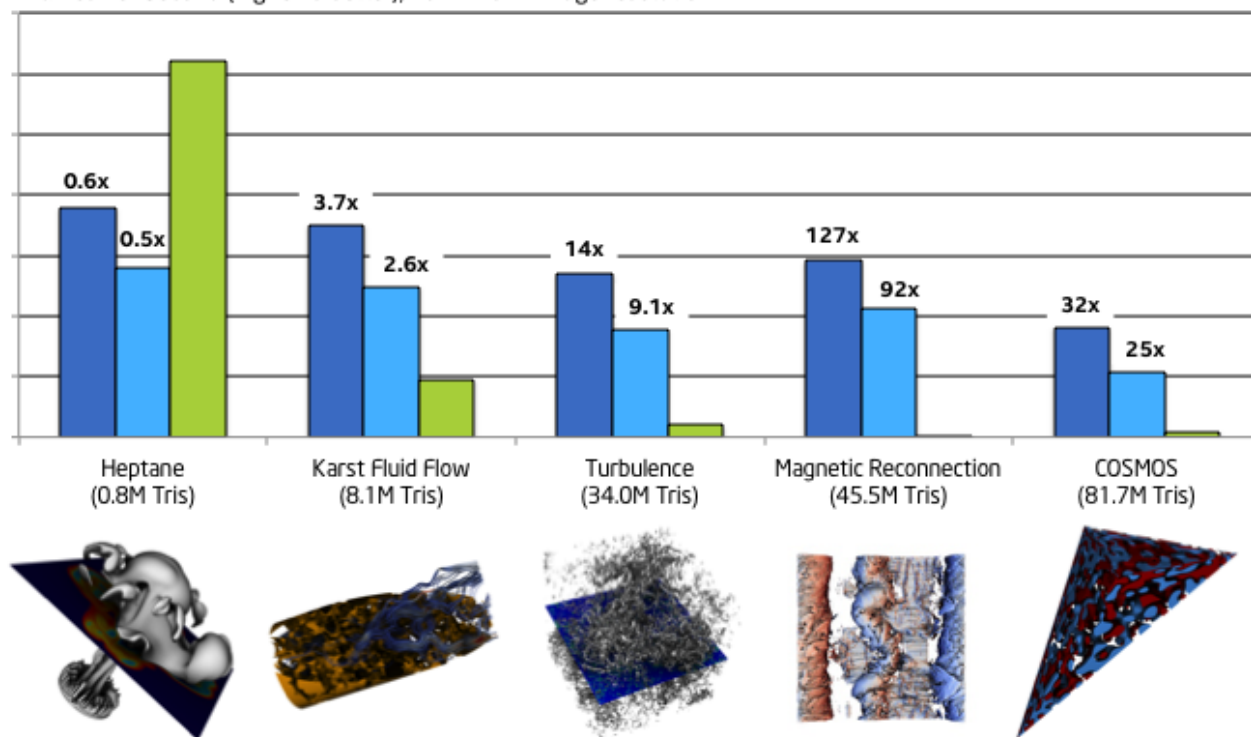 0.6x
0.5x
3.7x
2.6x
14x
9.1x
127x
92x
32x
25x
Heptane
(0.8M Tris)
Karst Fluid Flow
(8.1M Tris)
Turbulence
(34.0M Tris)
Magnetic Reconnection
(45.5M Tris)
COSMOS
(81.7M Tris)